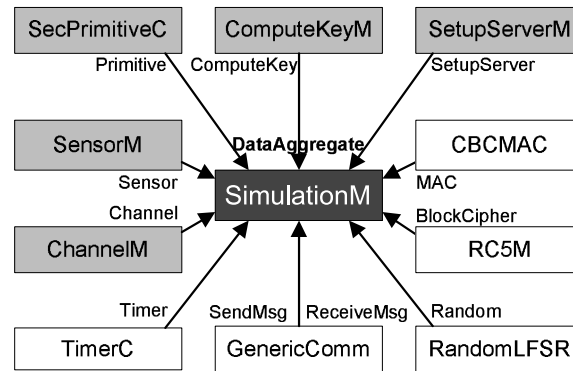 SecPrimitiveC ComputeKeyM SetupServerM
Primitive ComputeKey SetupServer
DataAggregate
SensorM CBCMAC
Sensor MAC
SimulationM
Channel BlockCipher
ChannelM RC5M
Timer SendMsg ReceiveMsg Random
TimerC GenericComm RandomLFSR